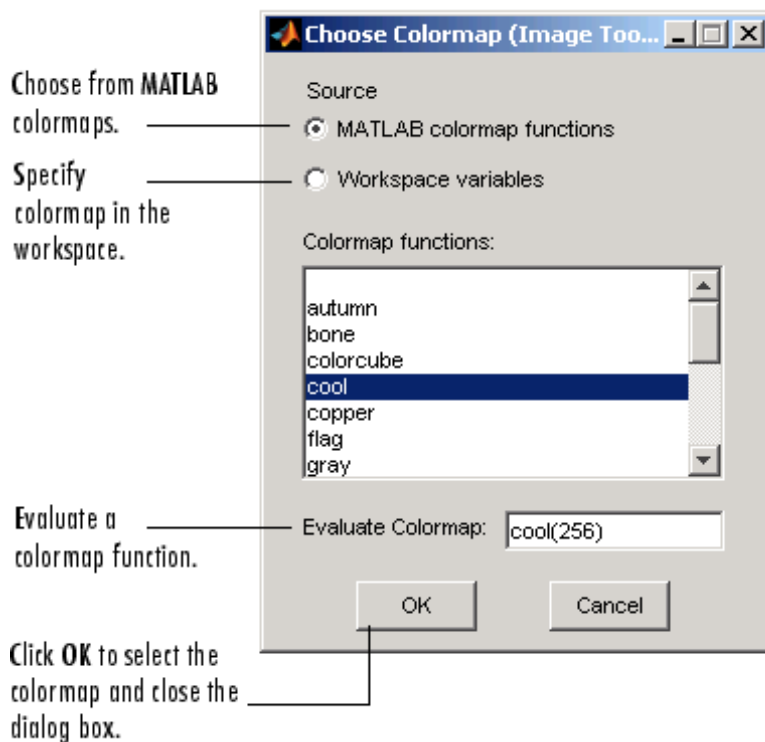 Choose Colormap (Image Too...
Choose from MATLAB
colormaps.
Source
MATLAB colormap functions
Specify
colormap in the
workspace.
Workspace variables
Colormap functions:
autumn
bone
colorcube
cool
copper
flag
gray
Evaluate a
colormap function.
Evaluate Colormap:
cool(256)
OK
Cancel
Click OK to select the
colormap and close the
dialog box.